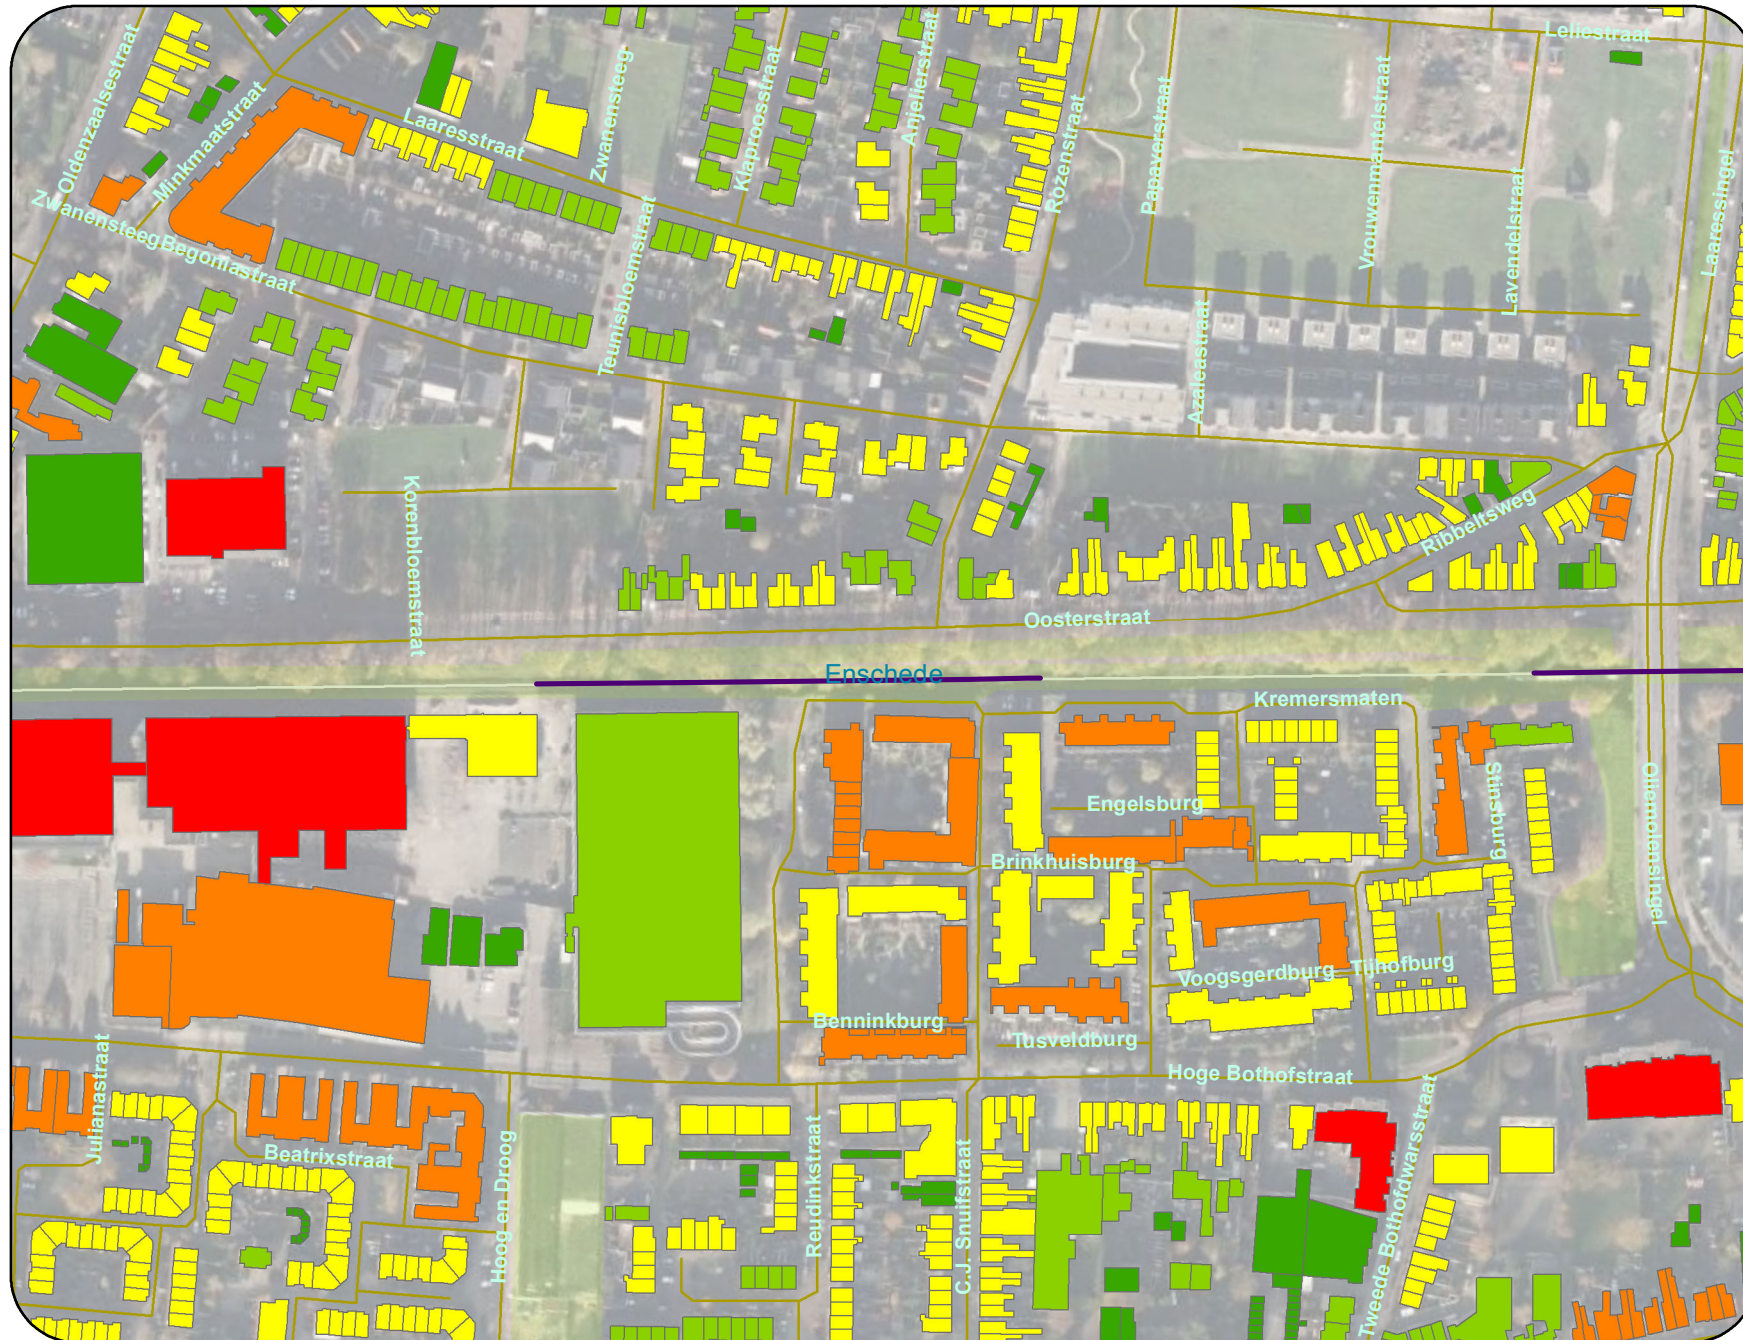 Leliestraat
Oldenzaalsestraat
Minkmaatstraat
Laaresstraat
Zwanensteeg
Klaproosstraat
Anjelierstraat
Rozenstraat
Papaverstraat
Vrouwenmantelstraat
Lavendelstraat
Laaressingel
Zwanensteeg
Begoniastraat
Teunisbloemstraat
Azaleastraat
Korenbloemstraat
Ribbeltsweg
Oosterstraat
Enschede
Kremersmaten
Engelsburg
Stinsburg
Oliemolensingel
Brinkhuisburg
Voogsgerdburg
Tijhofburg
Benninkburg
Tusveldburg
Hoge Bothofstraat
Julianastraat
Beatrixstraat
Hoog en Droog
Reudinkstraat
C.J. Snuifstraat
Tweede Bothofdwarsstraat